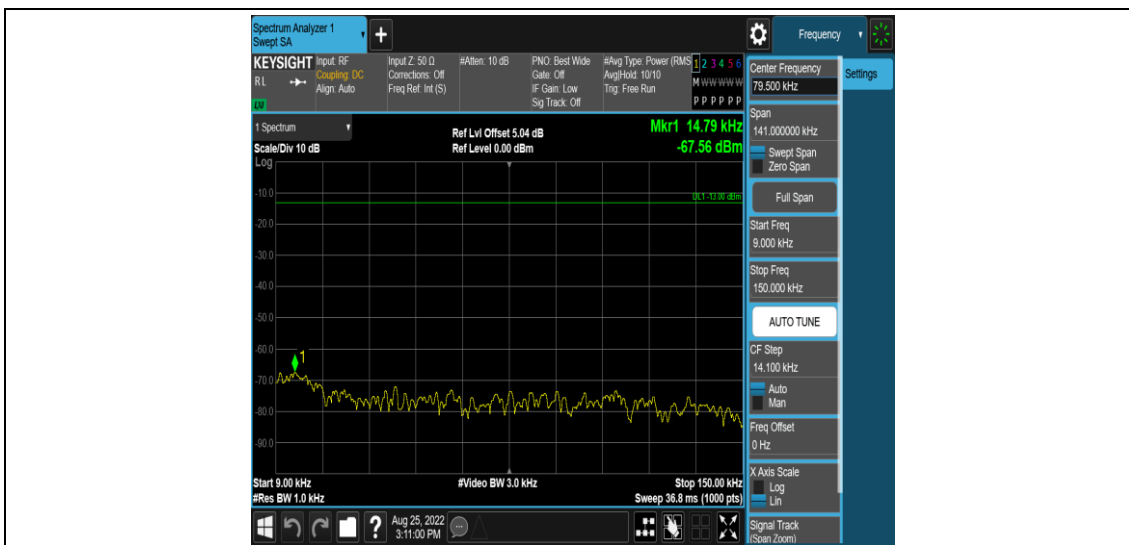 Spectrum Analyzer 1
Swept SA
Frequency
KEYSIGHT
RL
LXI
Input: RF
Coupling: DC
Align: Auto
Input Z: 50 Ω
Corrections: Off
Freq Ref: Int (S)
#Atten: 10 dB
PNO: Best Wide
Gate: Off
IF Gain: Low
Sig Track: Off
#Avg Type: Power (RMS
Avg|Hold: 10/10
Trig: Free Run
1 2 3 4 5 6
M W W W W W
P P P P P P
1 Spectrum
Scale/Div 10 dB
Log
Ref Lvl Offset 5.04 dB
Ref Level 0.00 dBm
Mkr1 14.79 kHz
-67.56 dBm
DL1 -13.00 dBm
-10.0
-20.0
-30.0
-40.0
-50.0
-60.0
-70.0
-80.0
-90.0
1
Start 9.00 kHz
#Res BW 1.0 kHz
#Video BW 3.0 kHz
Stop 150.00 kHz
Sweep 36.8 ms (1000 pts)
?
Aug 25, 2022
3:11:00 PM
Center Frequency
79.500 kHz
Span
141.000000 kHz
Swept Span
Zero Span
Full Span
Start Freq
9.000 kHz
Stop Freq
150.000 kHz
AUTO TUNE
CF Step
14.100 kHz
Auto
Man
Freq Offset
0 Hz
X Axis Scale
Log
Lin
Signal Track
(Span Zoom)
Settings